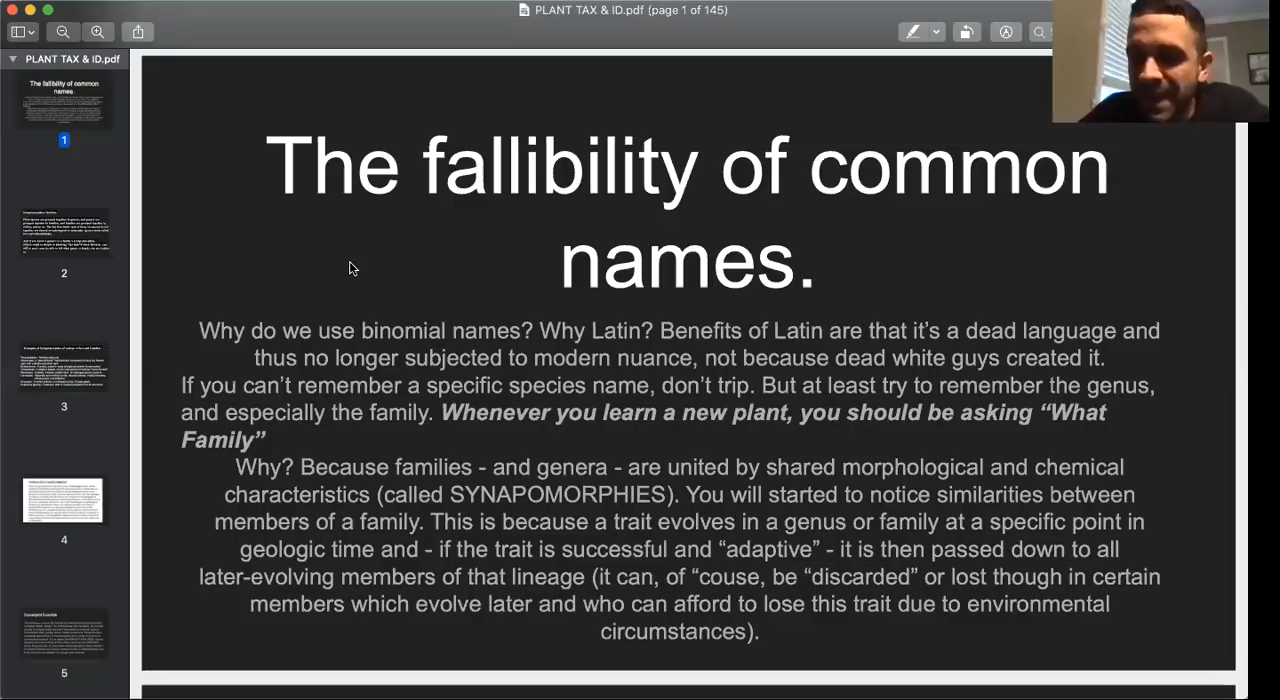 PLANT TAX & ID.pdf (page 1 of 145)
PLANT TAX & ID.pdf
The fallibility of common
names.
1
2
3
4
5
The fallibility of common
names.
Why do we use binomial names? Why Latin? Benefits of Latin are that it’s a dead language and
thus no longer subjected to modern nuance, not because dead white guys created it.
If you can’t remember a specific species name, don’t trip. But at least try to remember the genus,
and especially the family. Whenever you learn a new plant, you should be asking “What
Family”
Why? Because families - and genera - are united by shared morphological and chemical
characteristics (called SYNAPOMORPHIES). You will started to notice similarities between
members of a family. This is because a trait evolves in a genus or family at a specific point in
geologic time and - if the trait is successful and “adaptive” - it is then passed down to all
later-evolving members of that lineage (it can, of “couse, be “discarded” or lost though in certain
members which evolve later and who can afford to lose this trait due to environmental
circumstances).